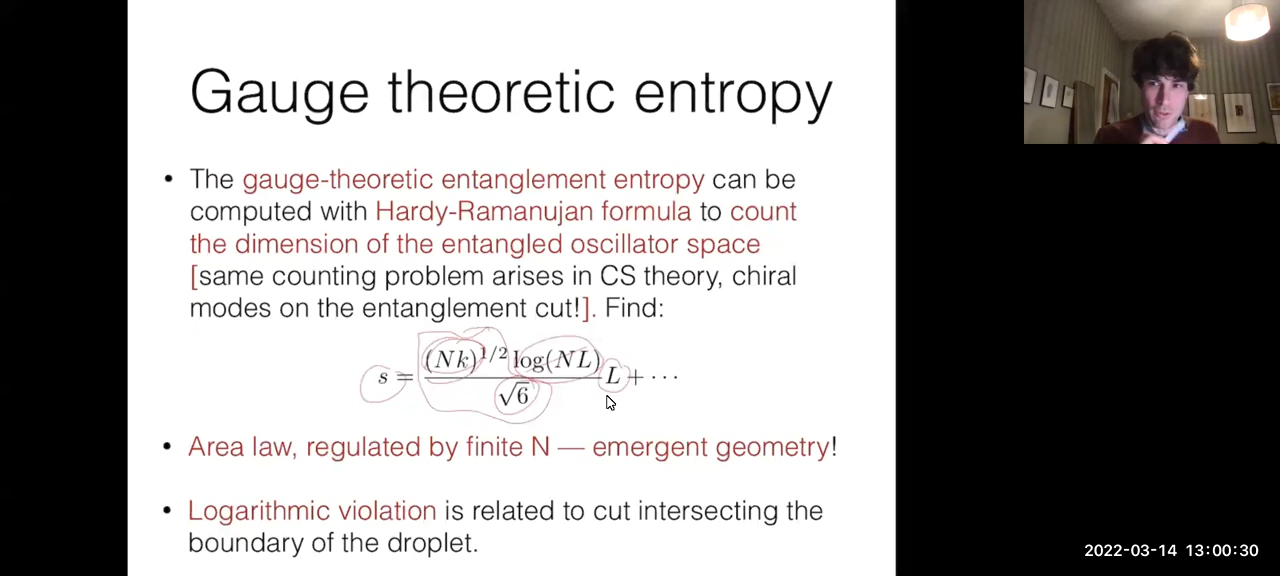 Gauge theoretic entropy
• The gauge-theoretic entanglement entropy can be
computed with Hardy-Ramanujan formula to count
the dimension of the entangled oscillator space
[same counting problem arises in CS theory, chiral
modes on the entanglement cut!]. Find:
s = \frac{(Nk)^{1/2} \log(NL)}{\sqrt{6}} L + ⋯
• Area law, regulated by finite N — emergent geometry!
• Logarithmic violation is related to cut intersecting the
boundary of the droplet.
2022-03-14 13:00:30